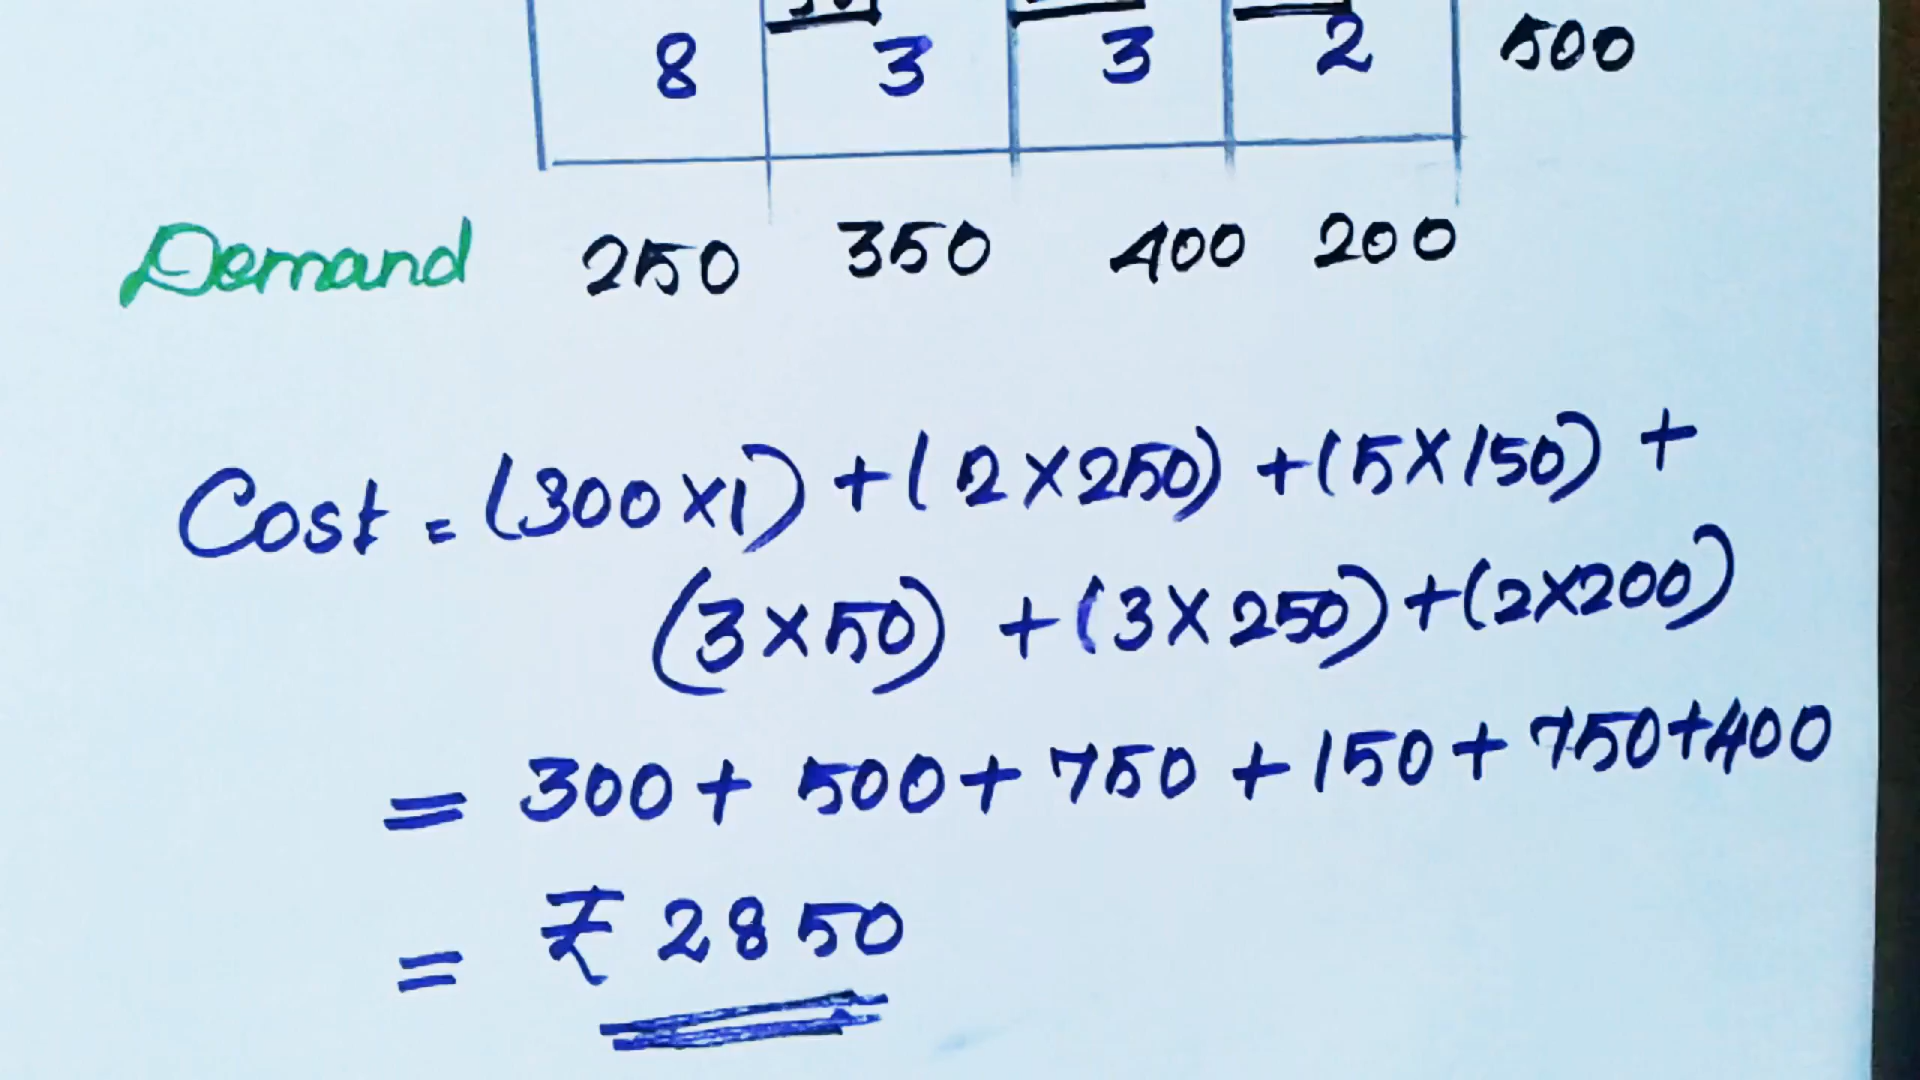 8 3 3 2 500
Demand 250 350 400 200
Cost = (300×1) + (2×250) + (5×150) +
(3×50) + (3×250) + (2×200)
= 300 + 500 + 750 + 150 + 750 + 400
= ₹ 2850